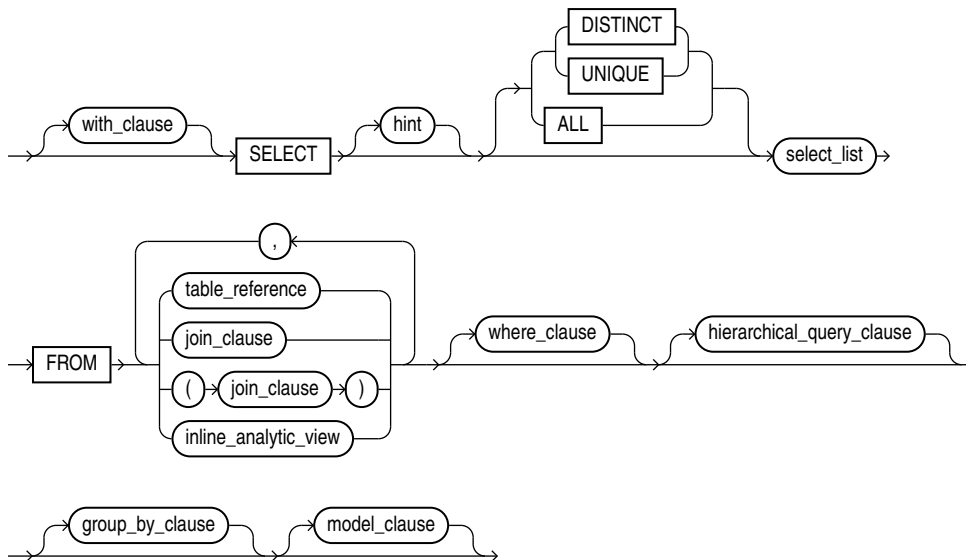 DISTINCT
UNIQUE
ALL
with_clause SELECT hint select_list
,
table_reference
join_clause
FROM ( join_clause )
inline_analytic_view
where_clause hierarchical_query_clause
group_by_clause model_clause